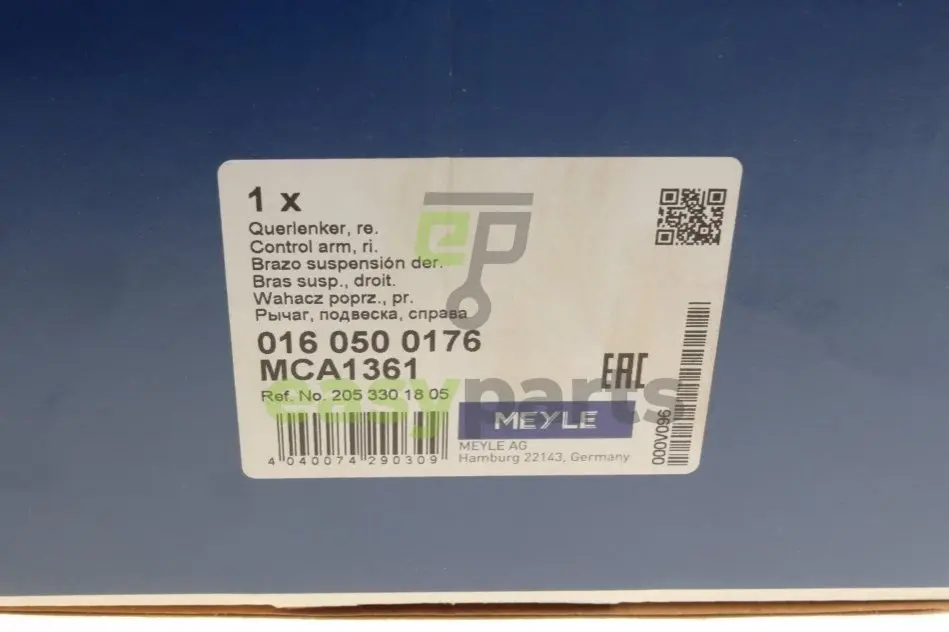 1 x
Querlenker, re.
Control arm, ri.
Brazo suspensión der.
Bras susp., droit.
Wahacz poprz., pr.
Рычаг, подвеска, справа
016 050 0176
MCA1361
Ref. No. 205 330 18 05
4 040074 290309
EAC
MEYLE
MEYLE AG
Hamburg 22143, Germany
000V096
ep
easyparts